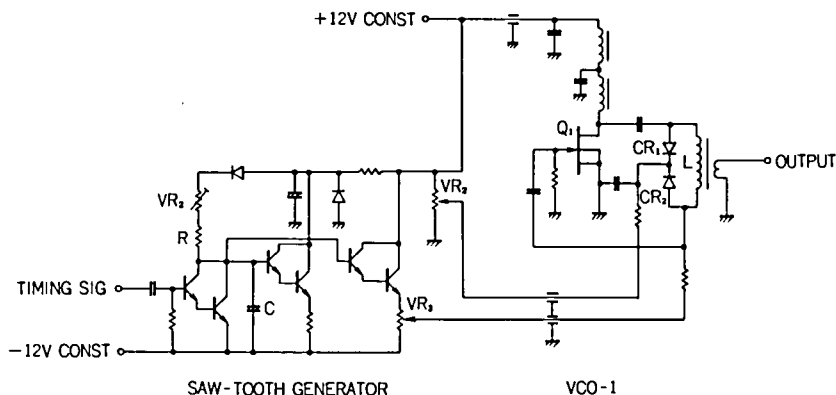 +12V CONST
Q1
CR1
L
OUTPUT
CR2
VR2
VR2
R
TIMING SIG
C
VR3
-12V CONST
SAW-TOOTH GENERATOR
VCO-1